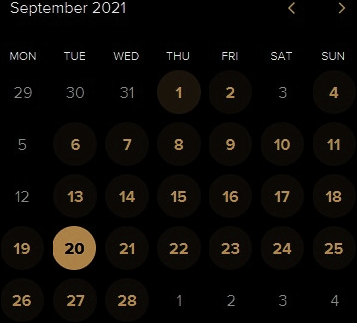 September 2021
MON TUE WED THU FRI SAT SUN
29 30 31 1 2 3 4
5 6 7 8 9 10 11
12 13 14 15 16 17 18
19 20 21 22 23 24 25
26 27 28 1 2 3 4